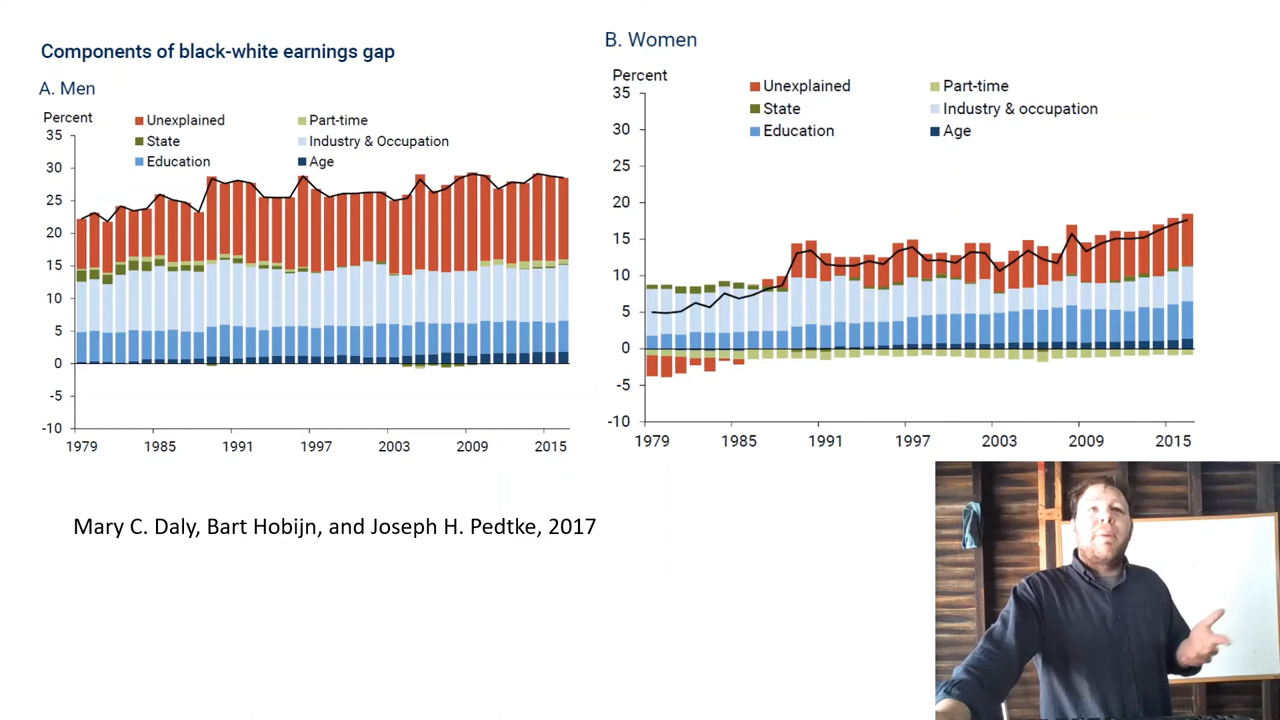 Components of black-white earnings gap
A. Men
Percent
Unexplained
Part-time
State
Industry & Occupation
Education
Age
35
30
25
20
15
10
5
0
-5
-10
1979
1985
1991
1997
2003
2009
2015
B. Women
Percent
Unexplained
Part-time
State
Industry & occupation
Education
Age
35
30
25
20
15
10
5
0
-5
-10
1979
1985
1991
1997
2003
2009
2015
Mary C. Daly, Bart Hobijn, and Joseph H. Pedtke, 2017